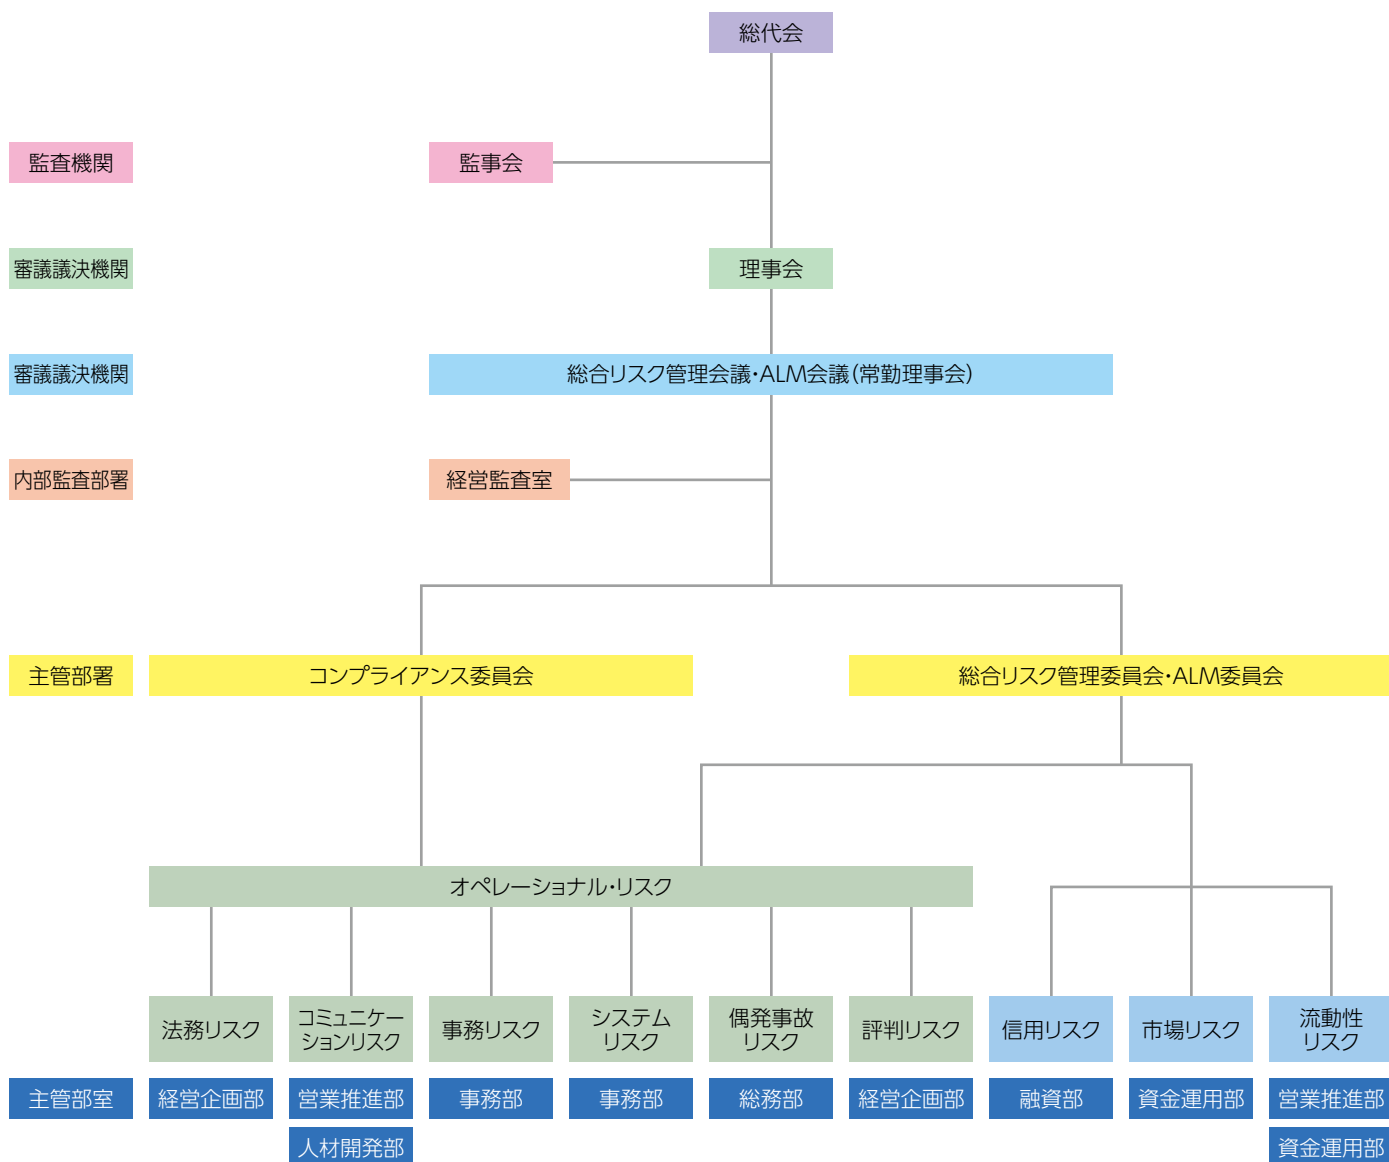 総代会
監査機関
監事会
審議議決機関
理事会
審議議決機関
総合リスク管理会議・ALM会議(常勤理事会)
内部監査部署
経営監査室
主管部署
コンプライアンス委員会
総合リスク管理委員会・ALM委員会
オペレーショナル・リスク
法務リスク
コミュニケー
ションリスク
事務リスク
システム
リスク
偶発事故
リスク
評判リスク
信用リスク
市場リスク
流動性
リスク
主管部室
経営企画部
営業推進部
事務部
事務部
総務部
経営企画部
融資部
資金運用部
営業推進部
人材開発部
資金運用部